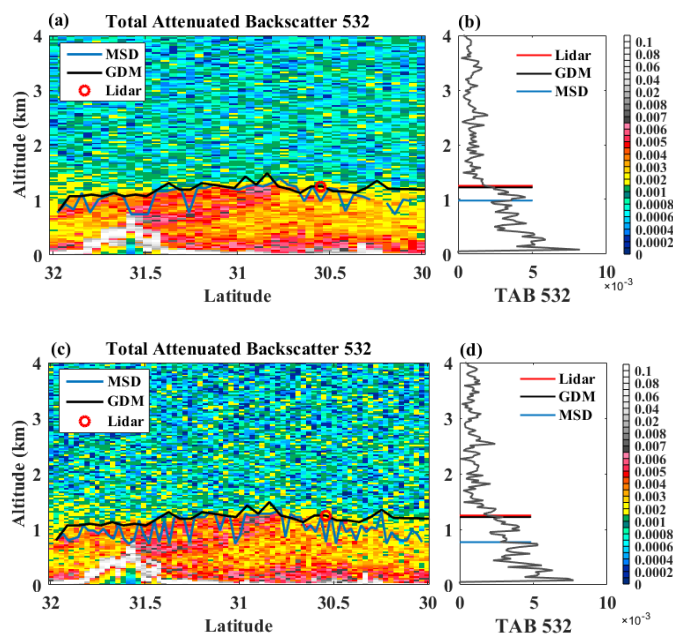 (a) Total Attenuated Backscatter 532 (b)
4
3
2
1
0
Altitude (km)
MSD
GDM
Lidar
32 31.5 31 30.5 30
Latitude
4
3
2
1
0
Lidar
GDM
MSD
0 5 10
×10⁻³
TAB 532
0.1
0.08
0.06
0.04
0.02
0.008
0.007
0.006
0.005
0.004
0.003
0.002
0.001
0.0008
0.0006
0.0004
0.0002
0
(c) Total Attenuated Backscatter 532 (d)
4
3
2
1
0
Altitude (km)
MSD
GDM
Lidar
32 31.5 31 30.5 30
Latitude
4
3
2
1
0
Lidar
GDM
MSD
0 5 10
×10⁻³
TAB 532
0.1
0.08
0.06
0.04
0.02
0.008
0.007
0.006
0.005
0.004
0.003
0.002
0.001
0.0008
0.0006
0.0004
0.0002
0